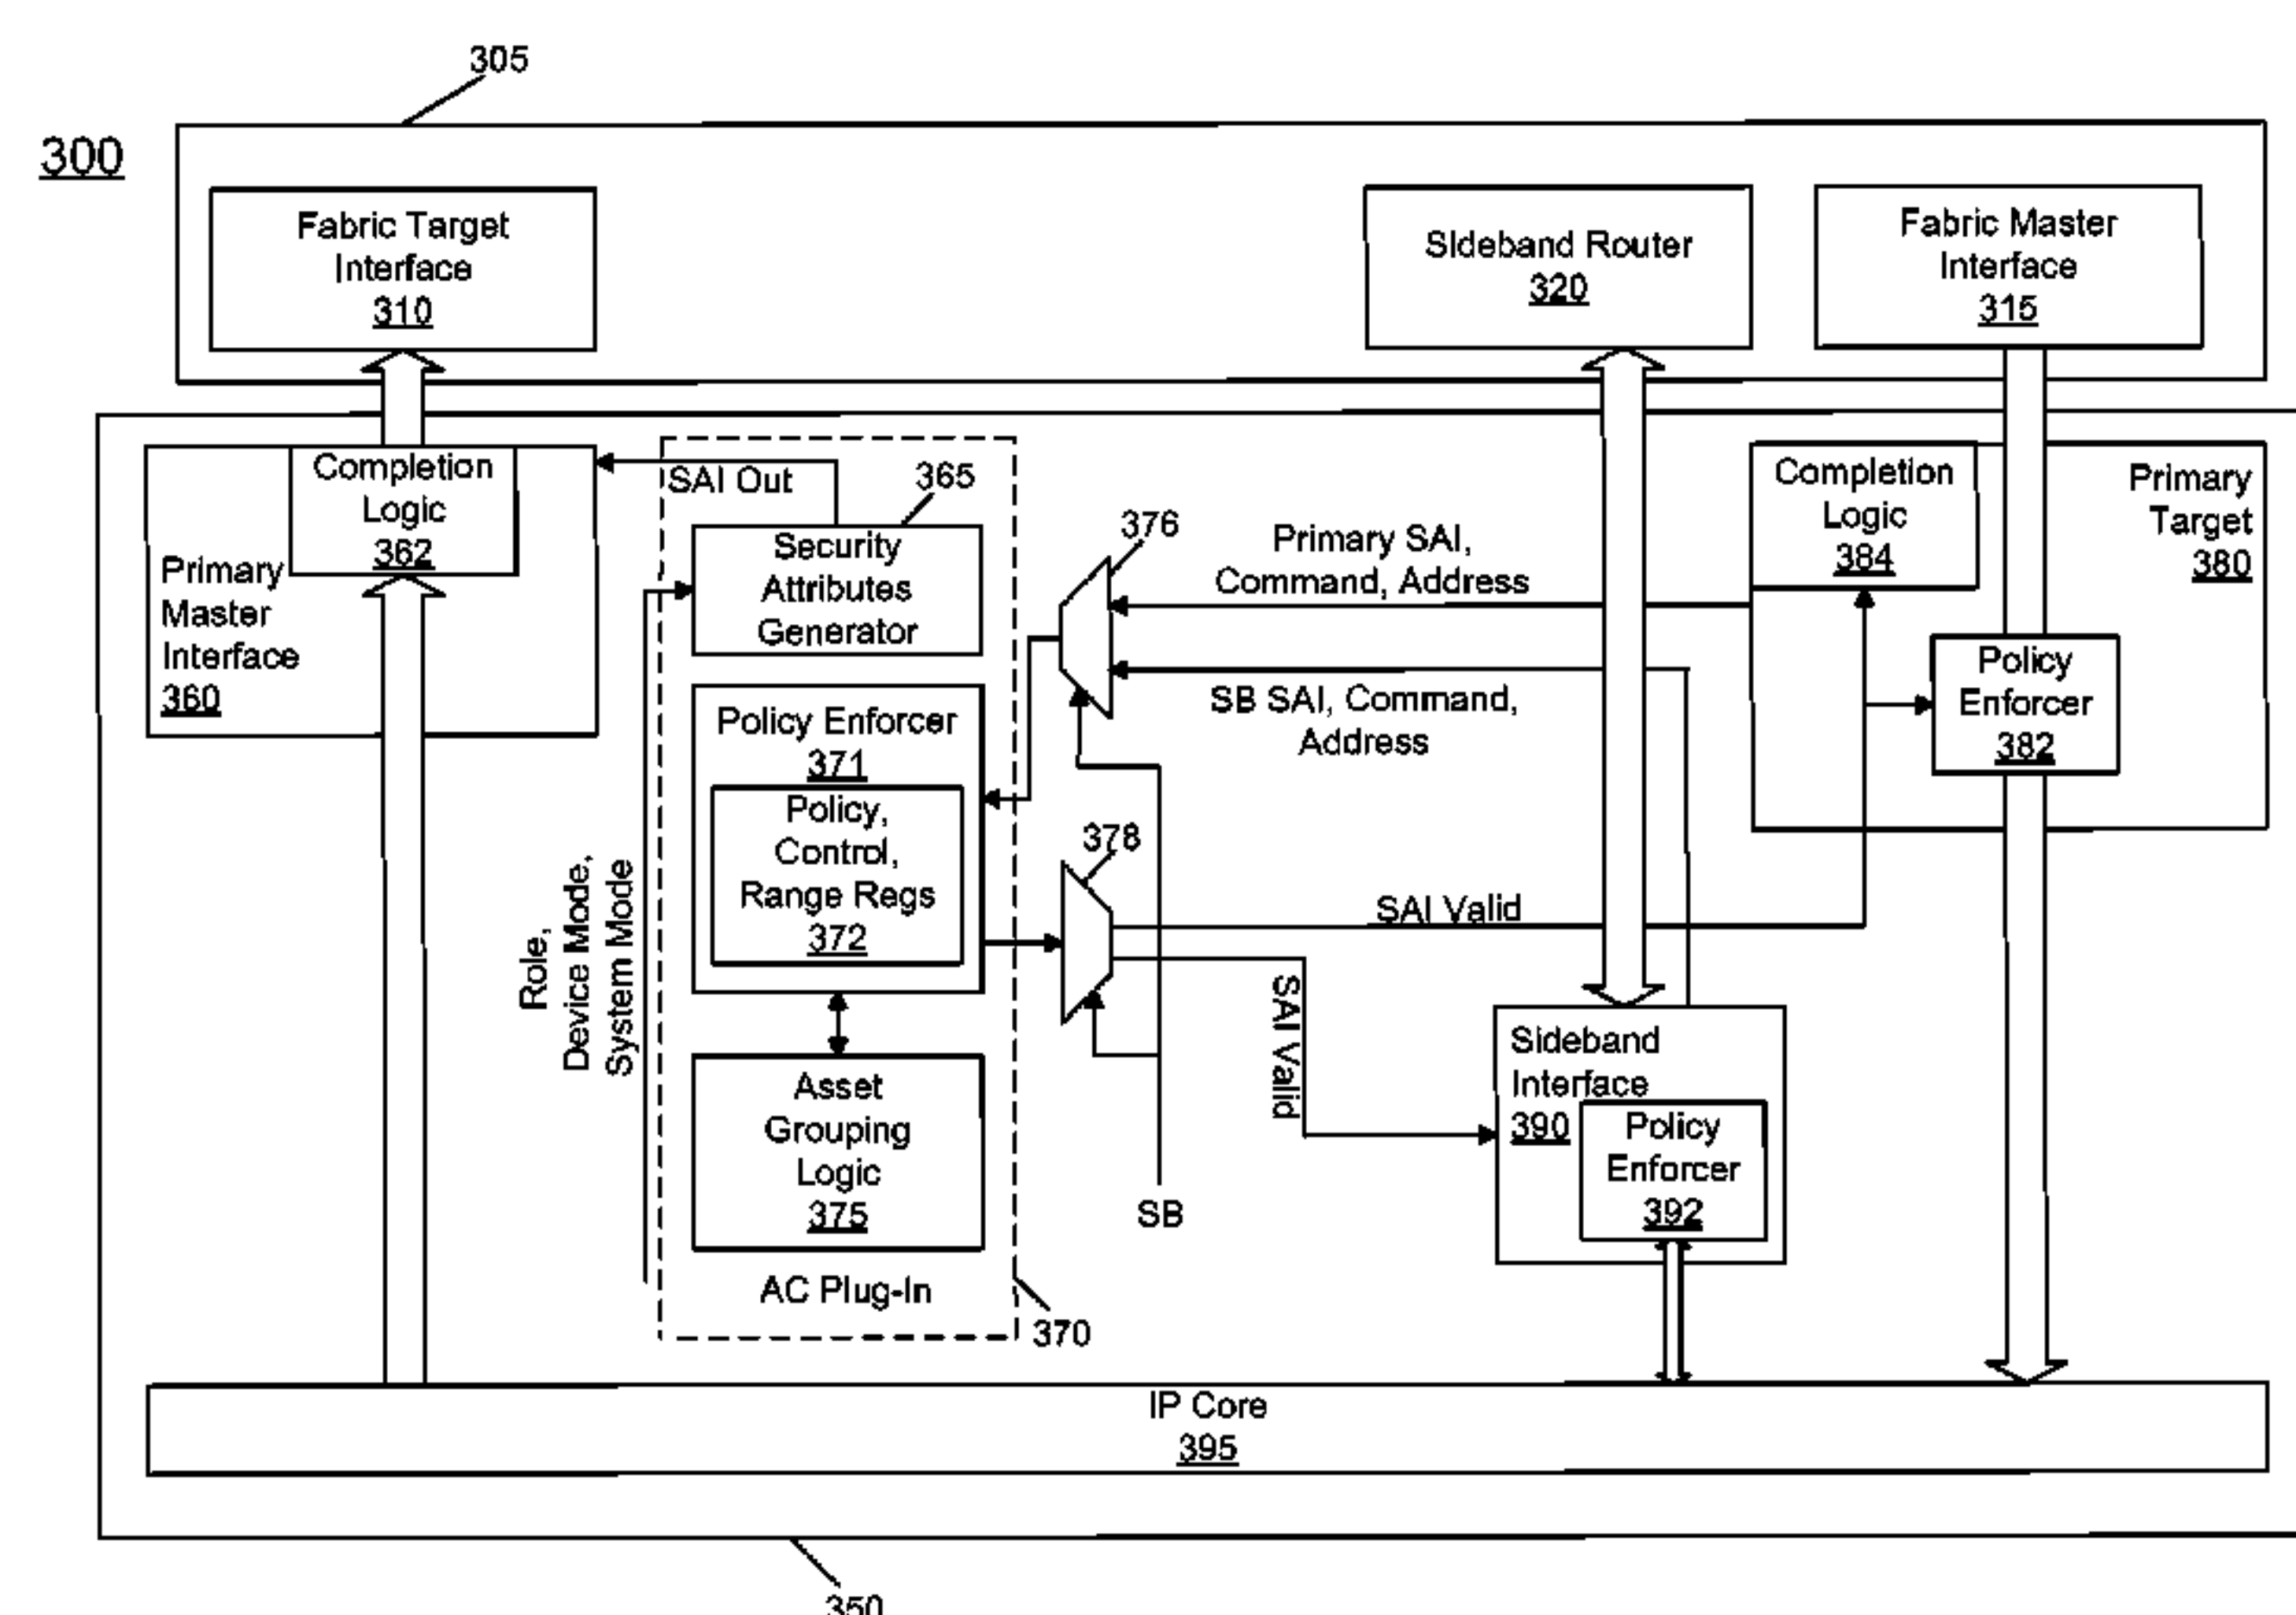 305
300
Fabric Target
Interface
310
Sideband Router
320
Fabric Master
Interface
315
Completion
Logic
362
Primary
Master
Interface
360
SAI Out
365
Security
Attributes
Generator
Policy Enforcer
371
Policy,
Control,
Range Regs
372
Asset
Grouping
Logic
375
AC Plug-In
370
Role,
Device Mode,
System Mode
376
Primary SAI,
Command, Address
SB SAI, Command,
Address
378
SAI Valid
SAI Valid
SB
Completion
Logic
384
Primary
Target
380
Policy
Enforcer
382
Sideband
Interface
390
Policy
Enforcer
392
IP Core
395
350